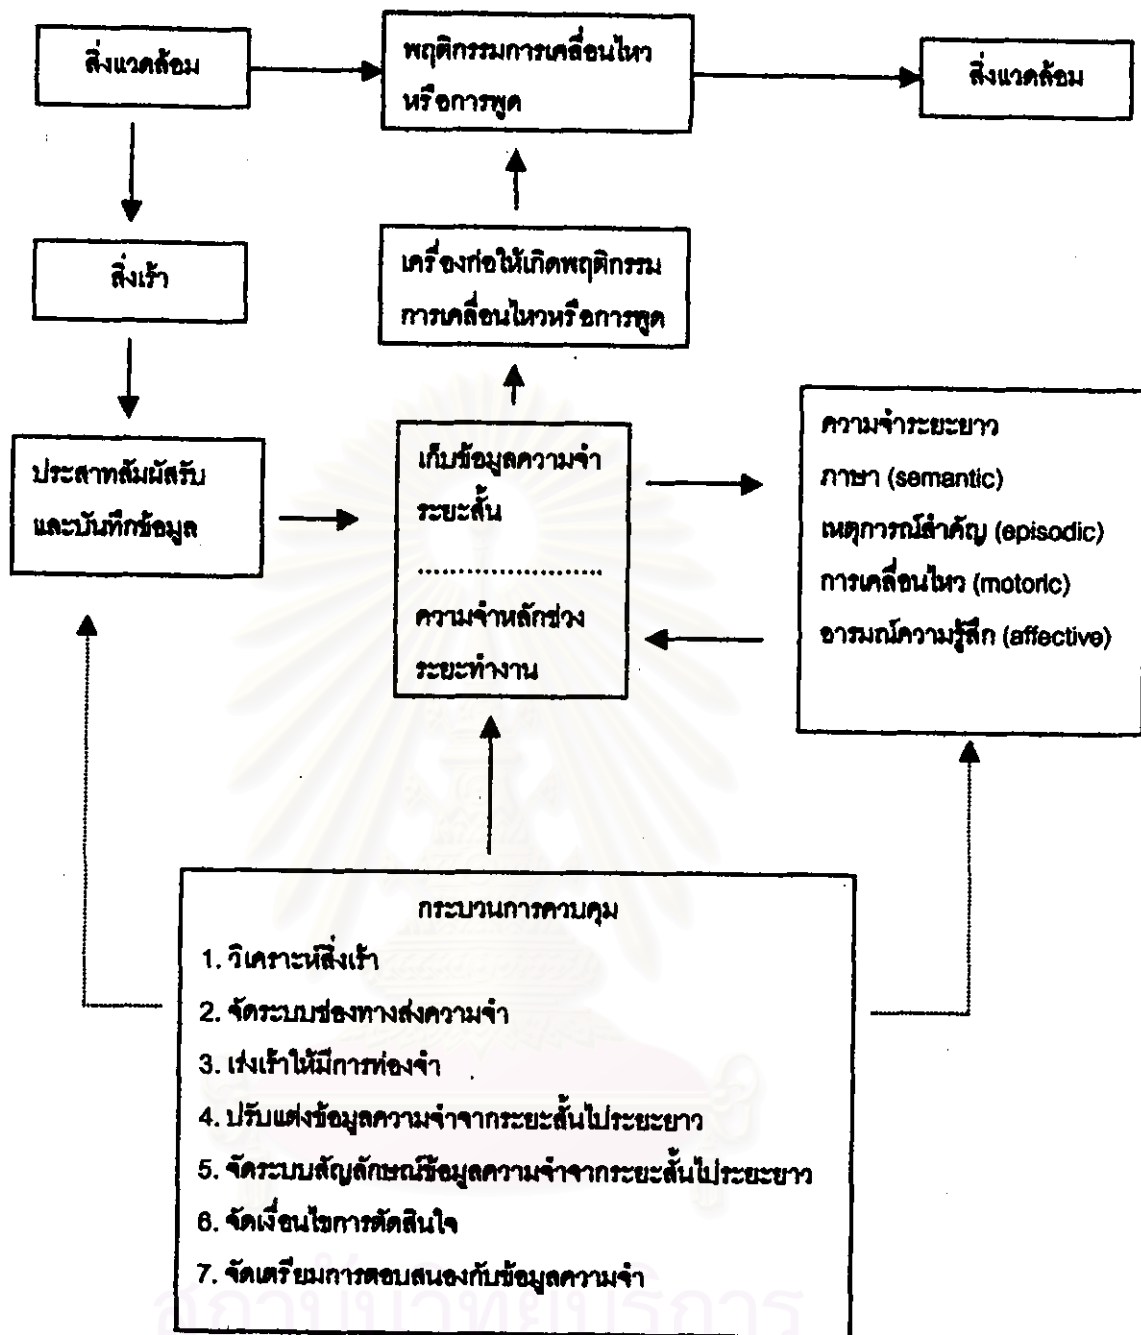 สิ่งแวดล้อม
พฤติกรรมการเคลื่อนไหว
หรือการพูด
สิ่งแวดล้อม
สิ่งเร้า
เครื่องก่อให้เกิดพฤติกรรม
การเคลื่อนไหวหรือการพูด
ประสาทสัมผัสรับ
และบันทึกข้อมูล
เก็บข้อมูลความจำ
ระยะสั้น
........................
ความจำหลักช่วง
ระยะทำงาน
ความจำระยะยาว
ภาษา (semantic)
เหตุการณ์สำคัญ (episodic)
การเคลื่อนไหว (motoric)
อารมณ์ความรู้สึก (affective)
กระบวนการควบคุม
1. วิเคราะห์สิ่งเร้า
2. จัดระบบช่องทางส่งความจำ
3. เร่งเร้าให้มีการท่องจำ
4. ปรับแต่งข้อมูลความจำจากระยะสั้นไประยะยาว
5. จัดระบบสัญลักษณ์ข้อมูลความจำจากระยะสั้นไประยะยาว
6. จัดเงื่อนไขการตัดสินใจ
7. จัดเตรียมการตอบสนองกับข้อมูลความจำ
สถาบันวิทยบริการ